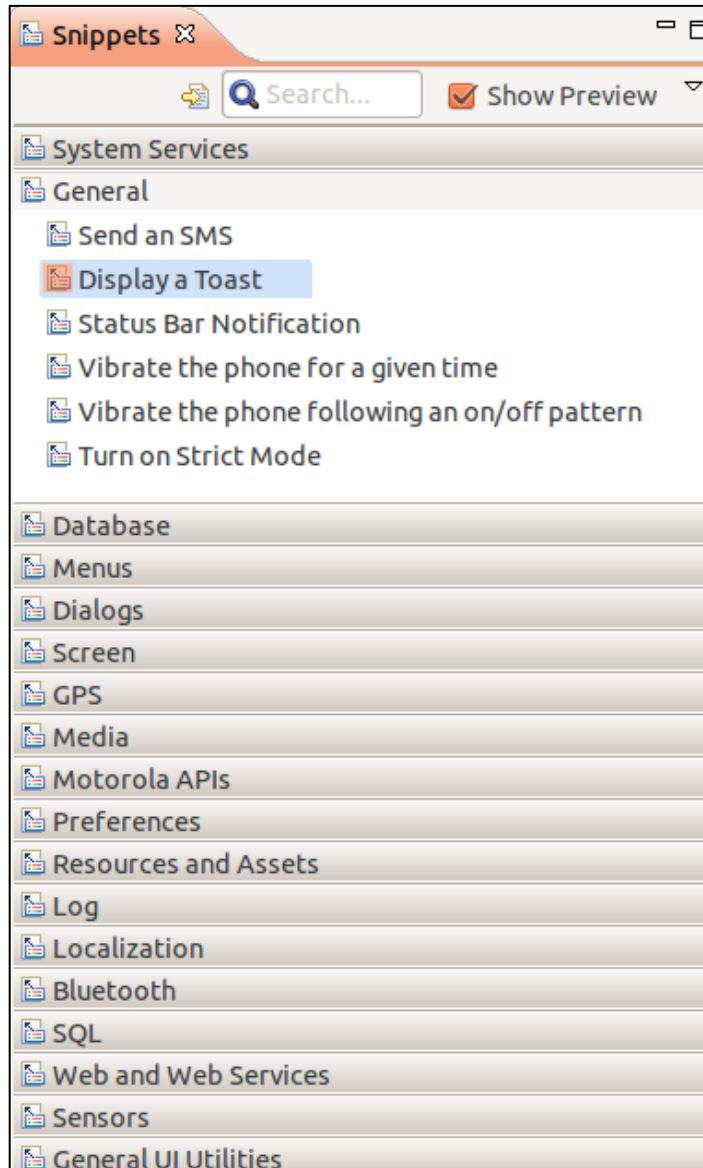 Snippets
Search... Show Preview
System Services
General
Send an SMS
Display a Toast
Status Bar Notification
Vibrate the phone for a given time
Vibrate the phone following an on/off pattern
Turn on Strict Mode
Database
Menus
Dialogs
Screen
GPS
Media
Motorola APIs
Preferences
Resources and Assets
Log
Localization
Bluetooth
SQL
Web and Web Services
Sensors
General UI Utilities